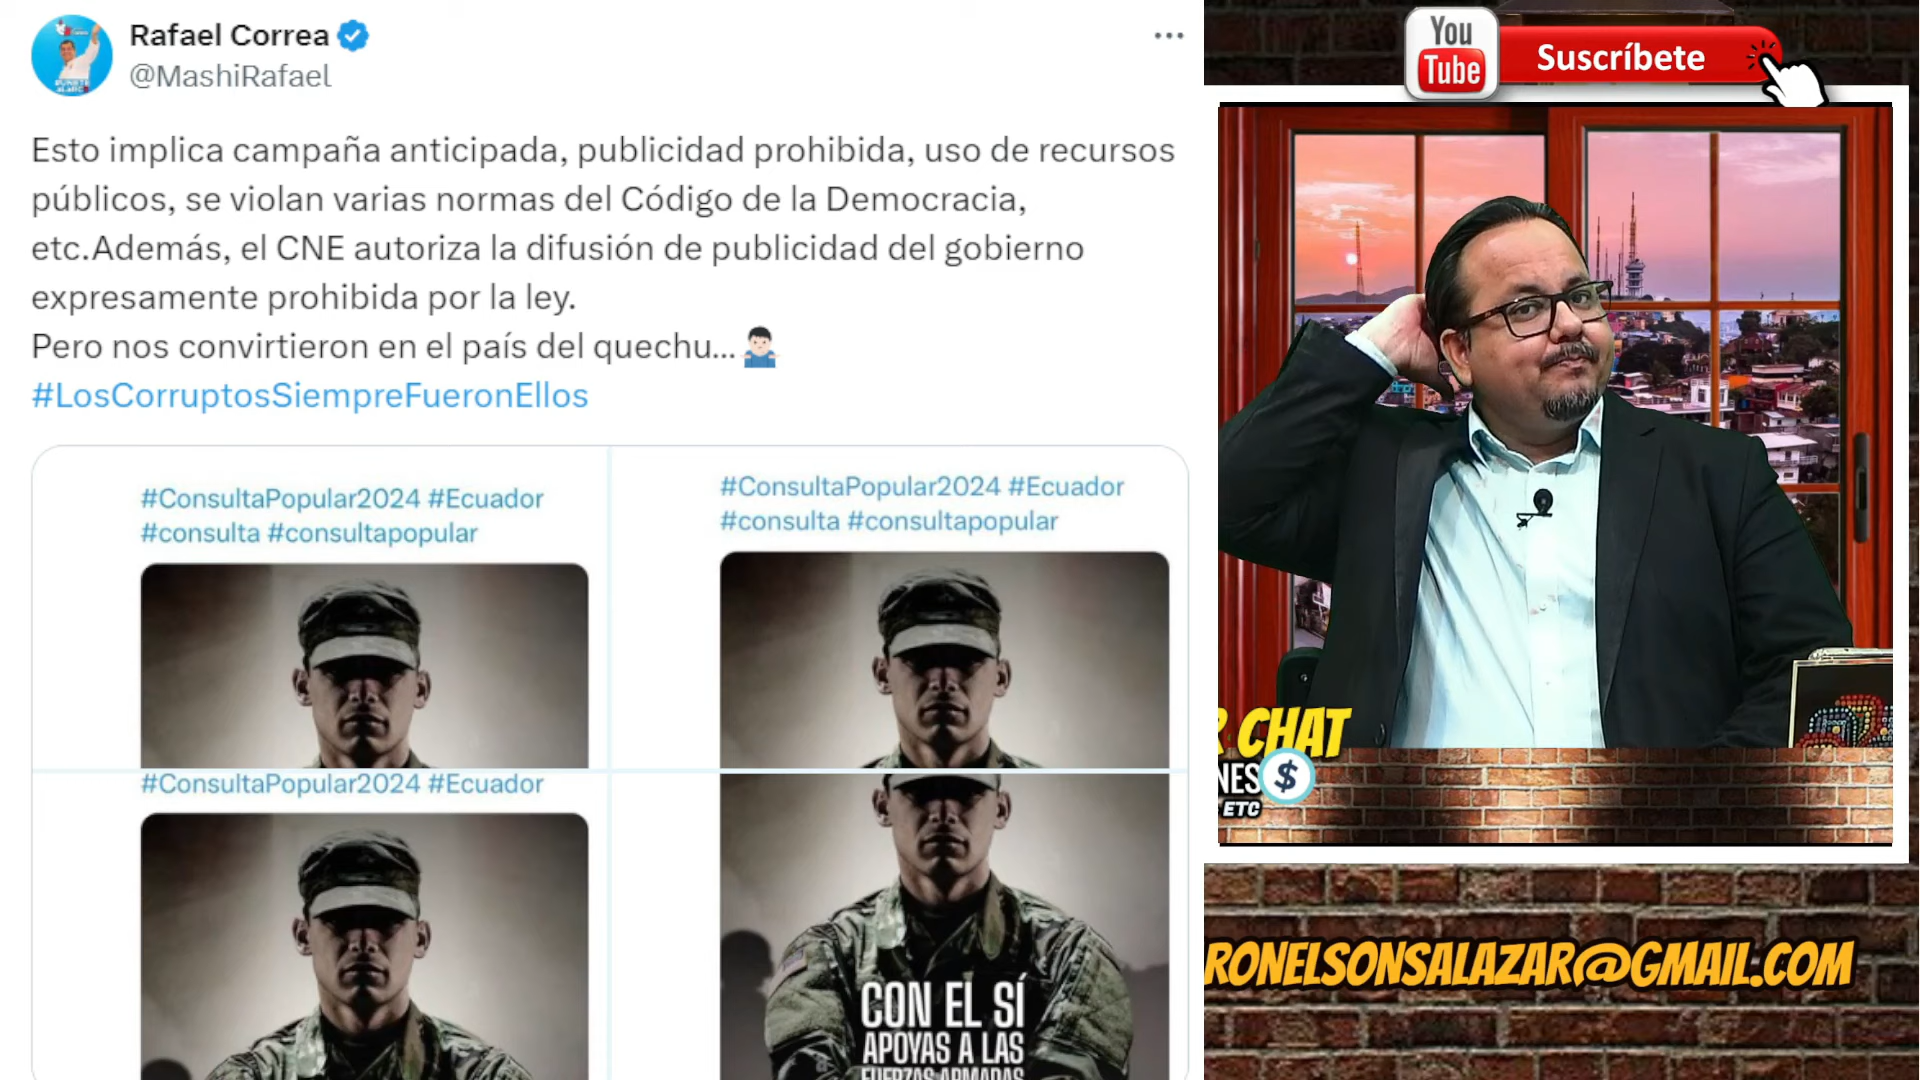 Rafael Correa
@MashiRafael
Esto implica campaña anticipada, publicidad prohibida, uso de recursos
públicos, se violan varias normas del Código de la Democracia,
etc.Además, el CNE autoriza la difusión de publicidad del gobierno
expresamente prohibida por la ley.
Pero nos convirtieron en el país del quechu...
#LosCorruptosSiempreFueronEllos
#ConsultaPopular2024 #Ecuador
#consulta #consultapopular
#ConsultaPopular2024 #Ecuador
#consulta #consultapopular
#ConsultaPopular2024 #Ecuador
CON EL SÍ
APOYAS A LAS
FUERZAS ARMADAS
You
Tube
Suscríbete
R CHAT
NES $
ETC
RONELSONSALAZAR@GMAIL.COM